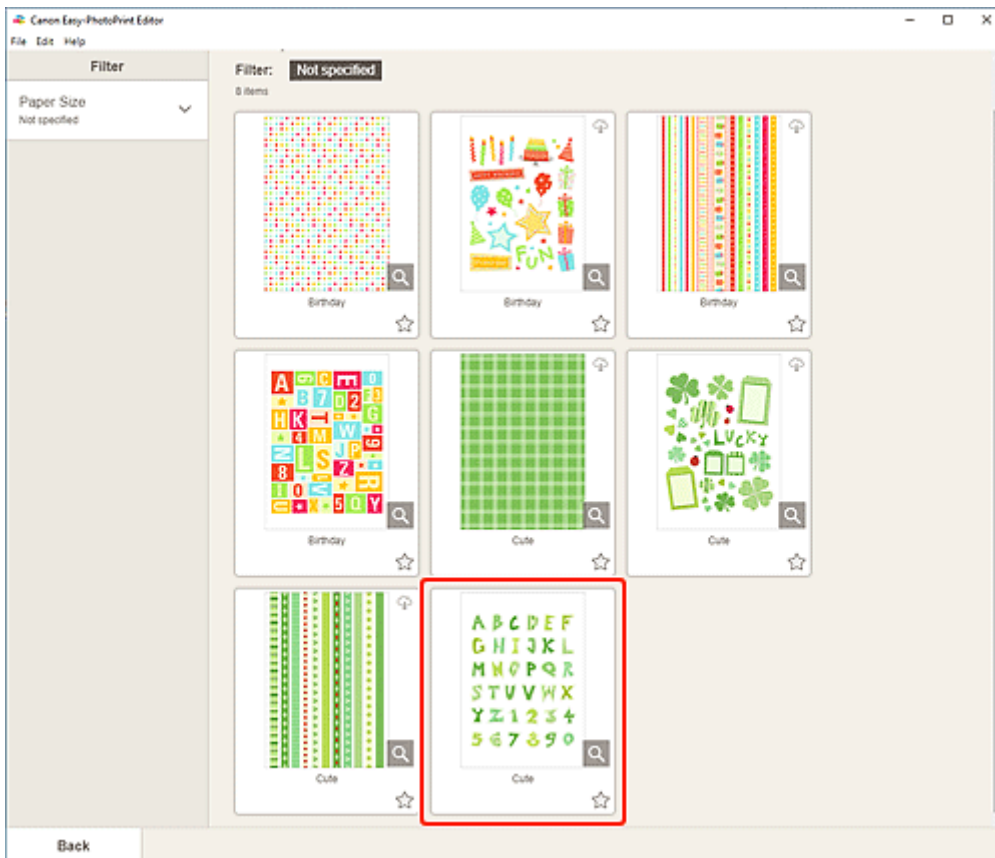 Canon Easy-PhotoPrint Editor
File Edit Help
Filter
Paper Size
Not specified
Filter: Not specified
8 items
FUN
Birthday
Birthday
Birthday
LUCKY
Birthday
Cute
Cute
A B C D E F
G H I J K L
M N O P Q R
S T U V W X
Y Z 1 2 3 4
5 6 7 8 9 0
Cute
Cute
Back